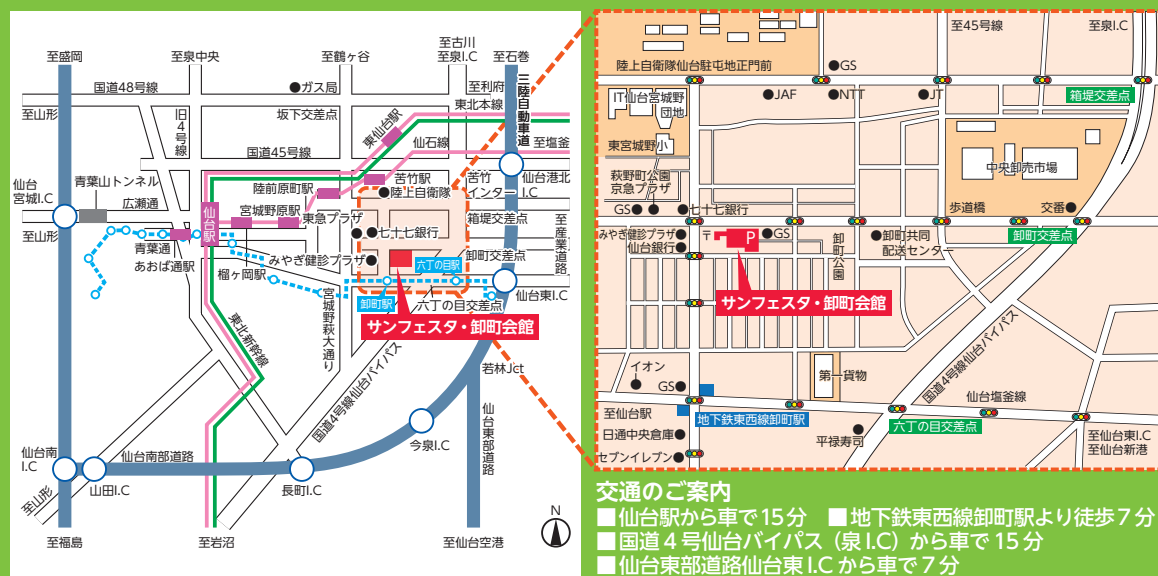 至盛岡
至泉中央
至鶴ヶ谷
至古川
至泉I.C
至石巻
国道48号線
ガス局
至利府
三陸自動車道
至山形
旧4号線
坂下交差点
東北本線
東仙台駅
国道45号線
仙石線
至塩釜
仙台
宮城I.C
青葉山トンネル
広瀬通
陸前原町駅
苦竹駅
陸上自衛隊
苦竹
インター
仙台港北
I.C
仙台駅
宮城野原駅
東急プラザ
箱堤交差点
至山形
七十七銀行
至産業道路
青葉通
あおば通駅
みやぎ健診プラザ
卸町交差点
榴ヶ岡駅
六丁の目駅
宮城野萩大通り
卸町駅
六丁の目交差点
仙台東I.C
サンフェスタ・卸町会館
東北新幹線
国道4号線仙台バイパス
若林Jct
仙台東部道路
今泉I.C
仙台南
I.C
仙台南部道路
山田I.C
長町I.C
至山形
至福島
至岩沼
至仙台空港
N
至45号線
至泉I.C
陸上自衛隊仙台駐屯地正門前
GS
JAF
NTT
JT
箱堤交差点
IT仙台宮城野
団地
東宮城野小
中央卸売市場
萩野町公園
京急プラザ
GS
七十七銀行
歩道橋
交番
みやぎ健診プラザ
〒
P
GS
卸町公園
卸町共同
配送センター
卸町交差点
仙台銀行
サンフェスタ・卸町会館
国道4号線仙台バイパス
イオン
GS
第一貨物
仙台塩釜線
至仙台駅
地下鉄東西線卸町駅
六丁の目交差点
日通中央倉庫
平禄寿司
至仙台東I.C
至仙台新港
セブンイレブン
交通のご案内
■仙台駅から車で15分 ■地下鉄東西線卸町駅より徒歩7分
■国道4号仙台バイパス（泉I.C）から車で15分
■仙台東部道路仙台東I.Cから車で7分